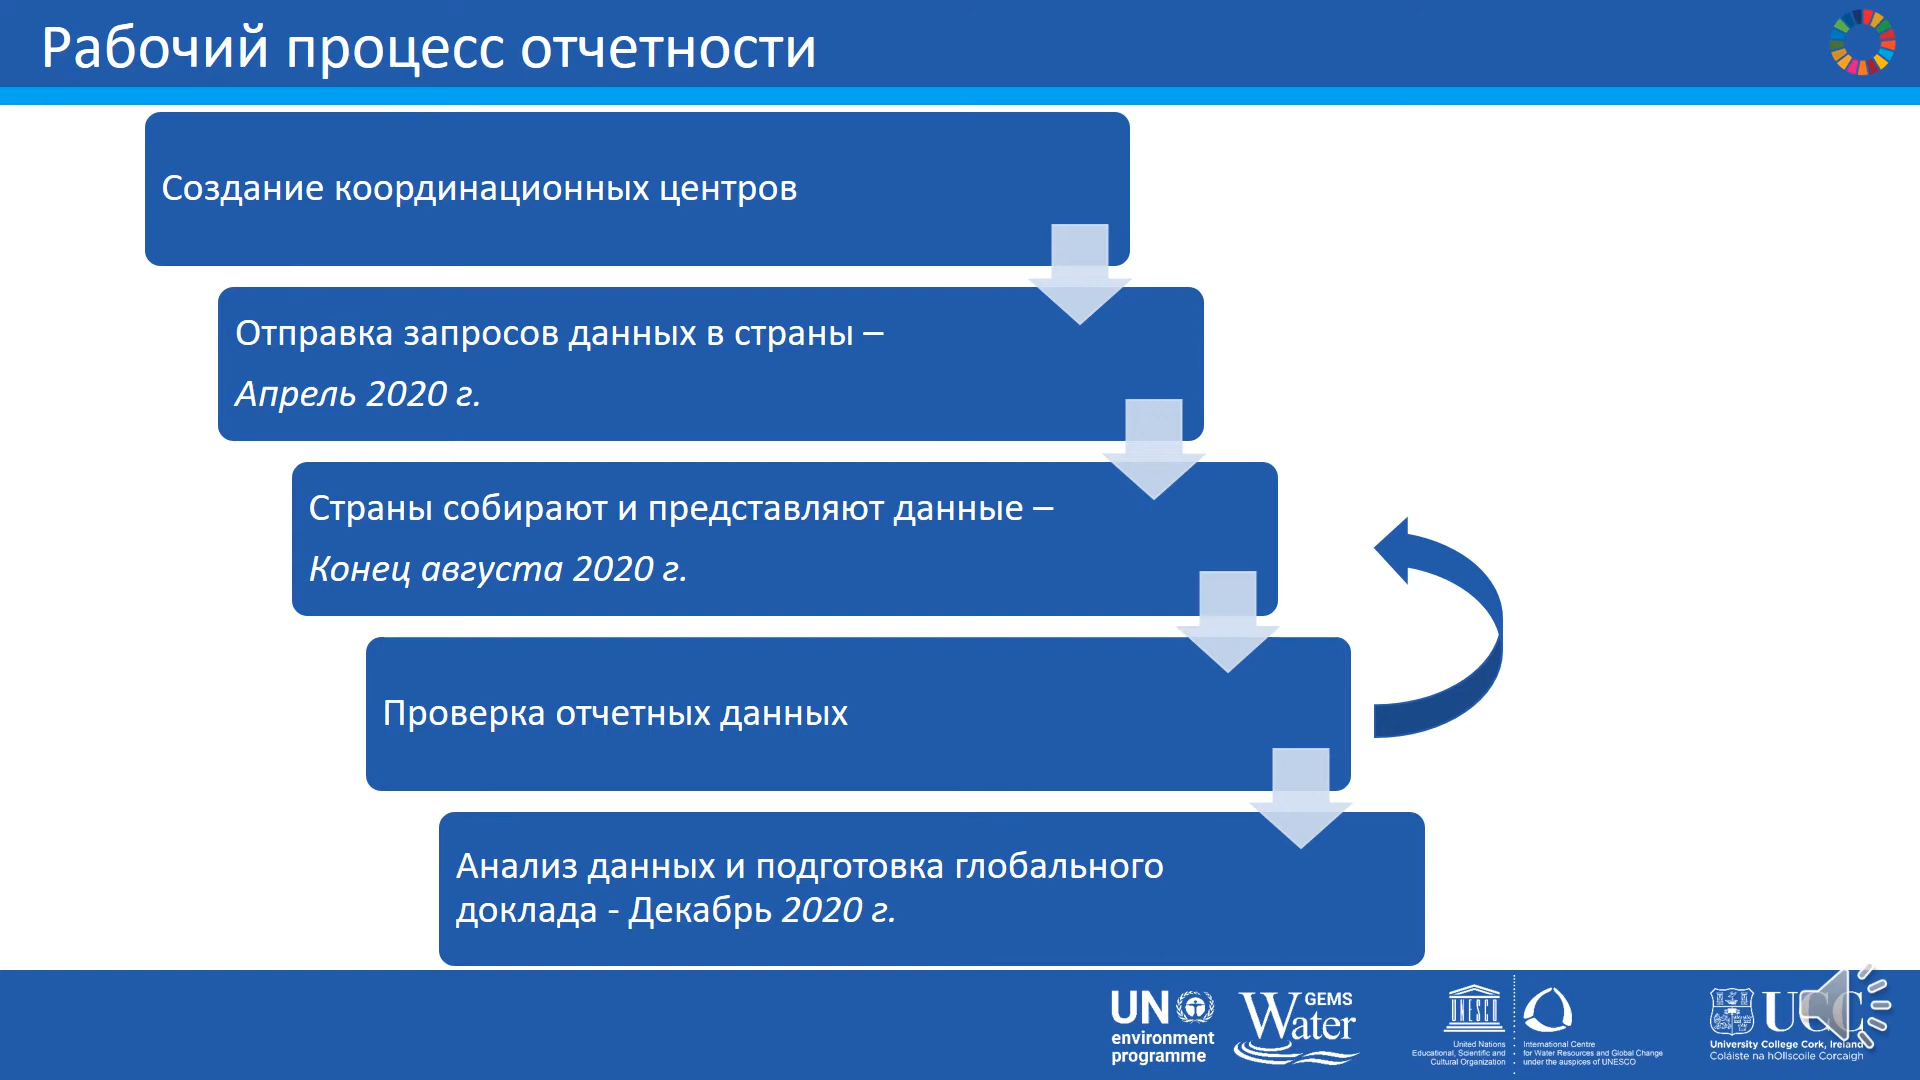 Рабочий процесс отчетности
Создание координационных центров
Отправка запросов данных в страны –
Апрель 2020 г.
Страны собирают и представляют данные –
Конец августа 2020 г.
Проверка отчетных данных
Анализ данных и подготовка глобального
доклада - Декабрь 2020 г.
UN
environment
programme
GEMS
Water
UNESCO
United Nations
Educational, Scientific and
Cultural Organization
International Centre
for Water Resources and Global Change
under the auspices of UNESCO
UCC
University College Cork, Ireland
Coláiste na hOllscoile Corcaigh